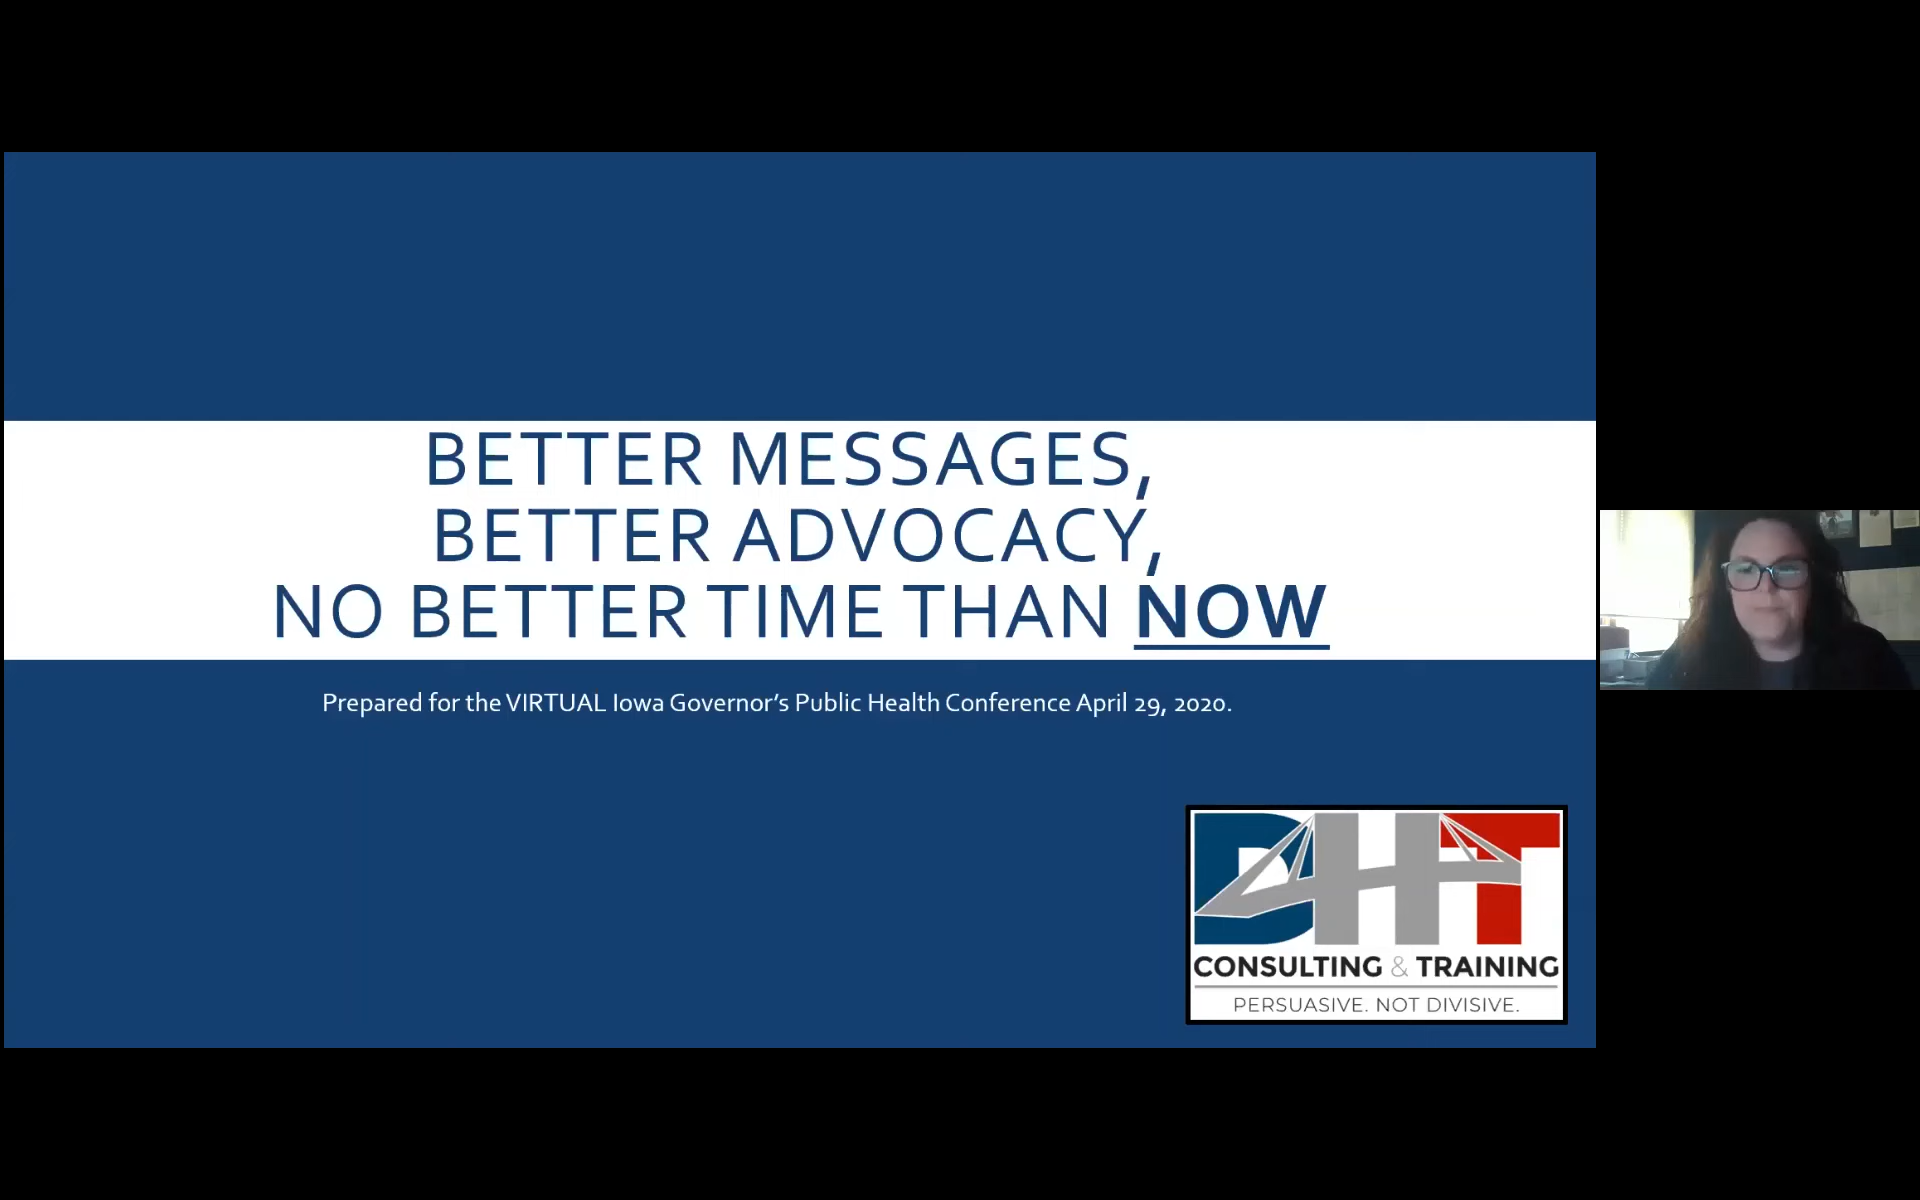 BETTER MESSAGES,
BETTER ADVOCACY,
NO BETTER TIME THAN NOW
Prepared for the VIRTUAL Iowa Governor's Public Health Conference April 29, 2020.
DHT
CONSULTING & TRAINING
PERSUASIVE. NOT DIVISIVE.